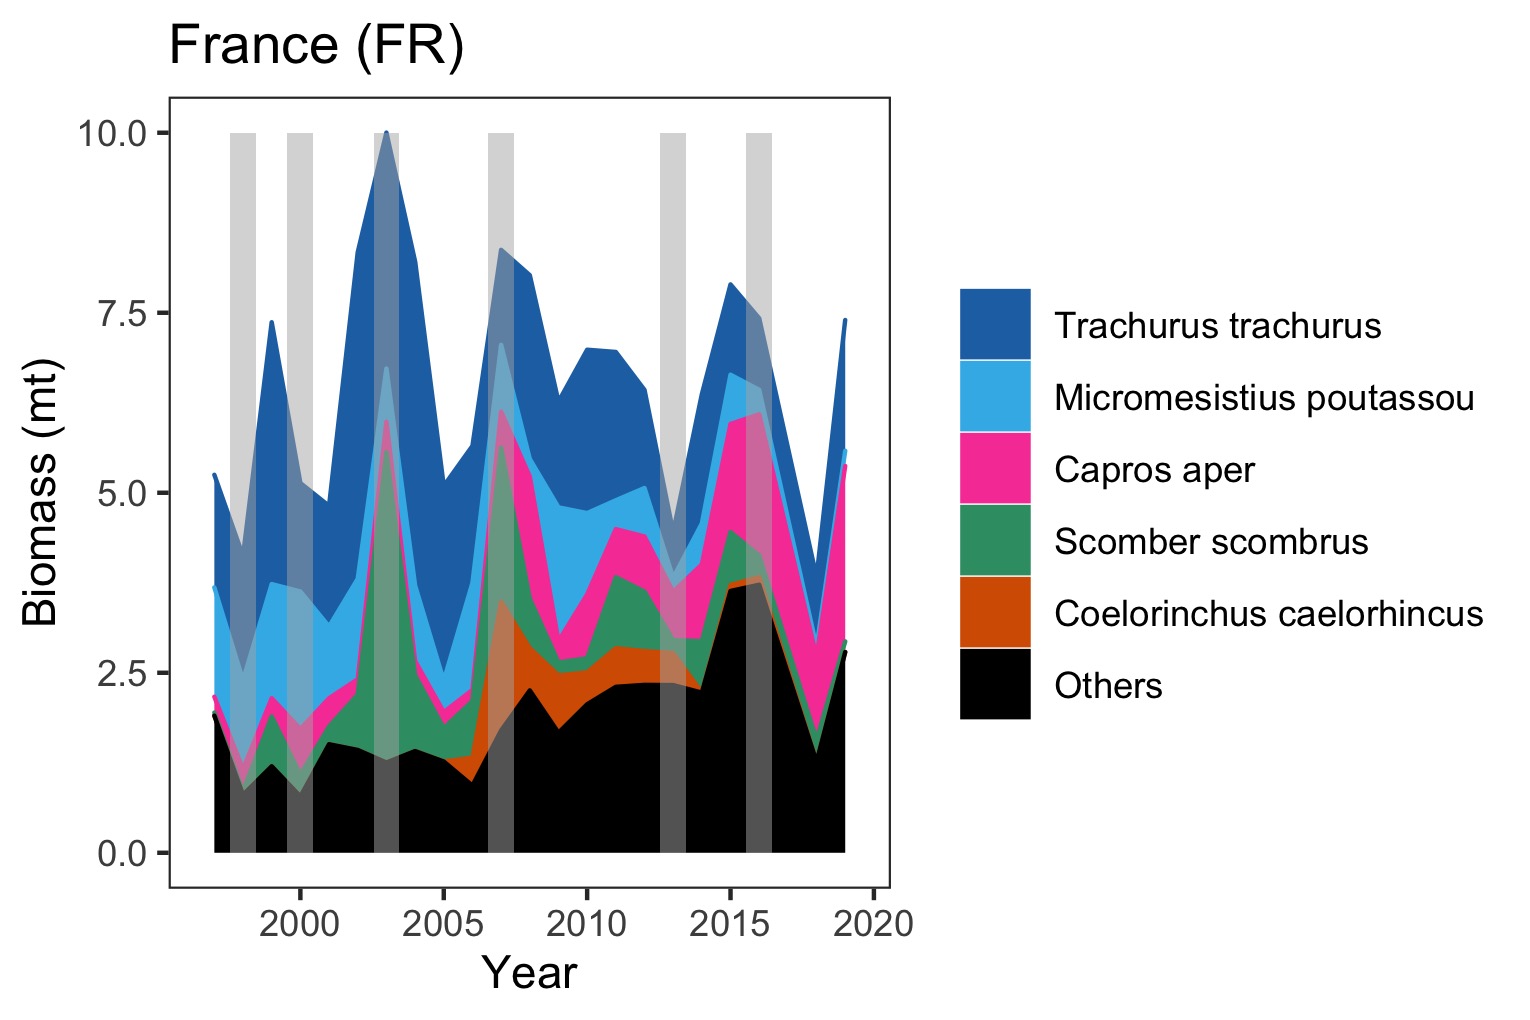 France (FR)
10.0
7.5
5.0
2.5
0.0
Biomass (mt)
2000 2005 2010 2015 2020
Year
Trachurus trachurus
Micromesistius poutassou
Capros aper
Scomber scombrus
Coelorinchus caelorhincus
Others